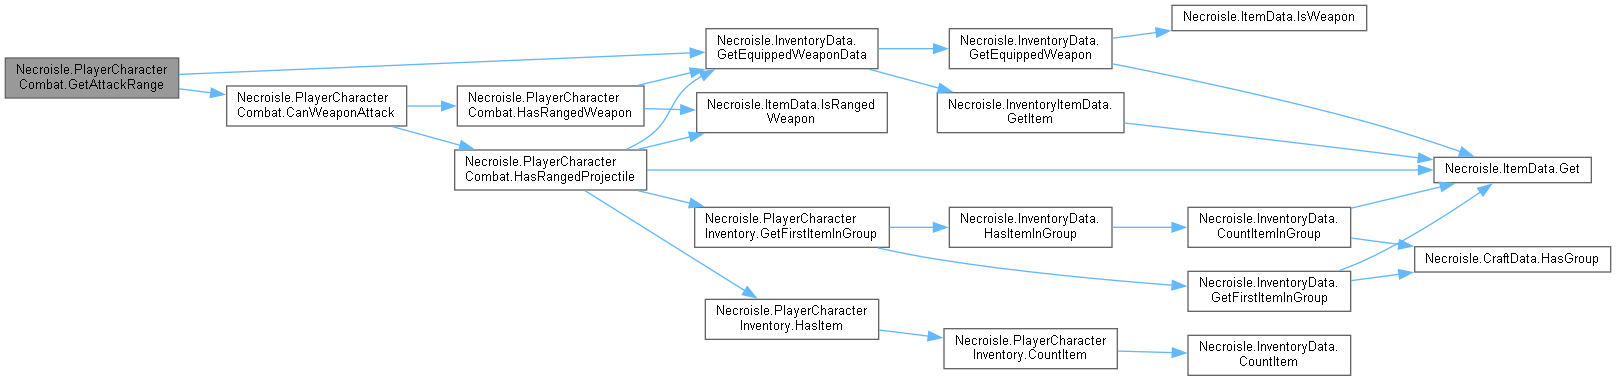 Necroisle.PlayerCharacter
Combat.GetAttackRange
Necroisle.PlayerCharacter
Combat.CanWeaponAttack
Necroisle.PlayerCharacter
Combat.HasRangedWeapon
Necroisle.PlayerCharacter
Combat.HasRangedProjectile
Necroisle.InventoryData.
GetEquippedWeaponData
Necroisle.ItemData.IsRanged
Weapon
Necroisle.PlayerCharacter
Inventory.GetFirstItemInGroup
Necroisle.PlayerCharacter
Inventory.HasItem
Necroisle.InventoryData.
GetEquippedWeapon
Necroisle.InventoryItemData.
GetItem
Necroisle.InventoryData.
HasItemInGroup
Necroisle.PlayerCharacter
Inventory.CountItem
Necroisle.ItemData.IsWeapon
Necroisle.InventoryData.
CountItemInGroup
Necroisle.InventoryData.
GetFirstItemInGroup
Necroisle.InventoryData.
CountItem
Necroisle.ItemData.Get
Necroisle.CraftData.HasGroup